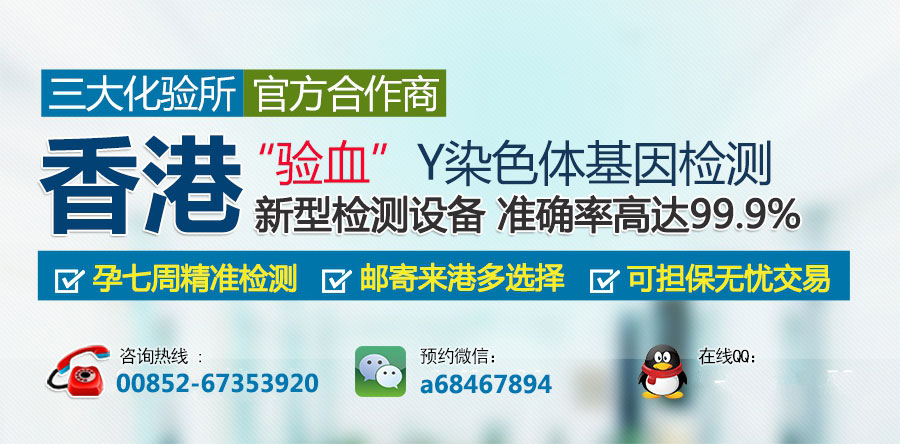 三大化验所 官方合作商
香港 “验血” Y染色体基因检测
新型检测设备 准确率高达99.9%
孕七周精准检测 邮寄来港多选择 可担保无忧交易
咨询热线 : 预约微信: 在线QQ:
00852-67353920 a68467894